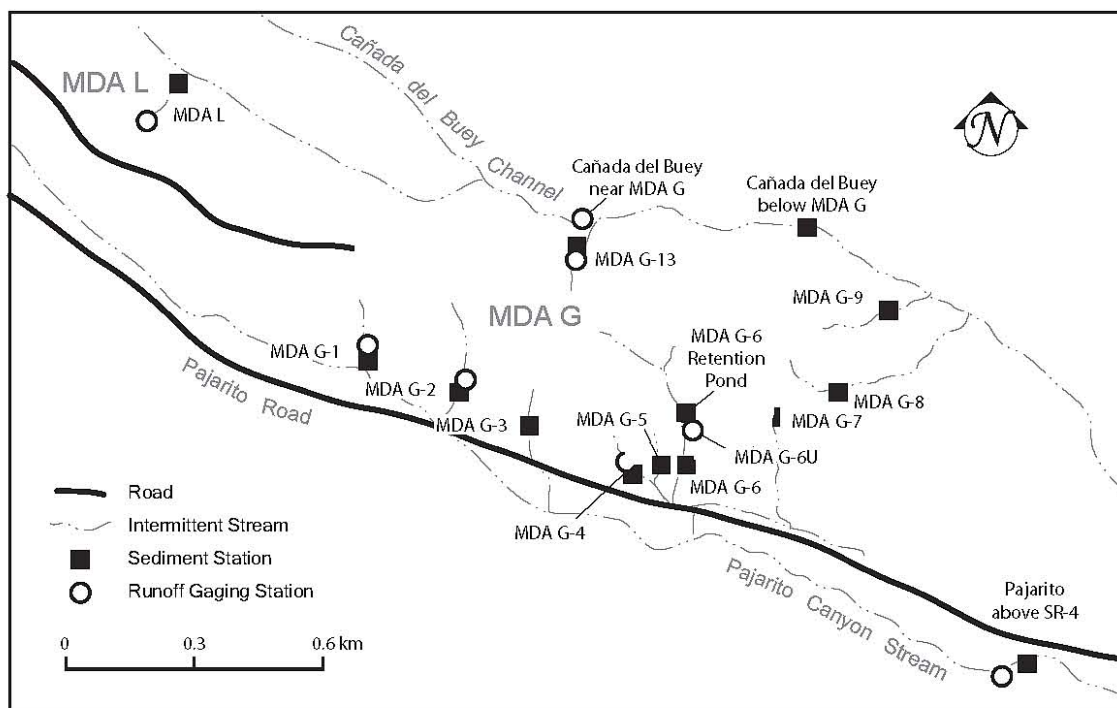 MDA L
MDA L
Cañada del Buey Channel
N
Cañada del Buey
near MDA G
Cañada del Buey
below MDA G
MDA G-13
MDA G-9
MDA G
MDA G-6
Retention
Pond
MDA G-1
Pajarito Road
MDA G-2
MDA G-3
MDA G-5
MDA G-8
MDA G-7
MDA G-6U
MDA G-6
MDA G-4
Pajarito Canyon Stream
Pajarito
above SR-4
Road
Intermittent Stream
Sediment Station
Runoff Gaging Station
0 0.3 0.6 km